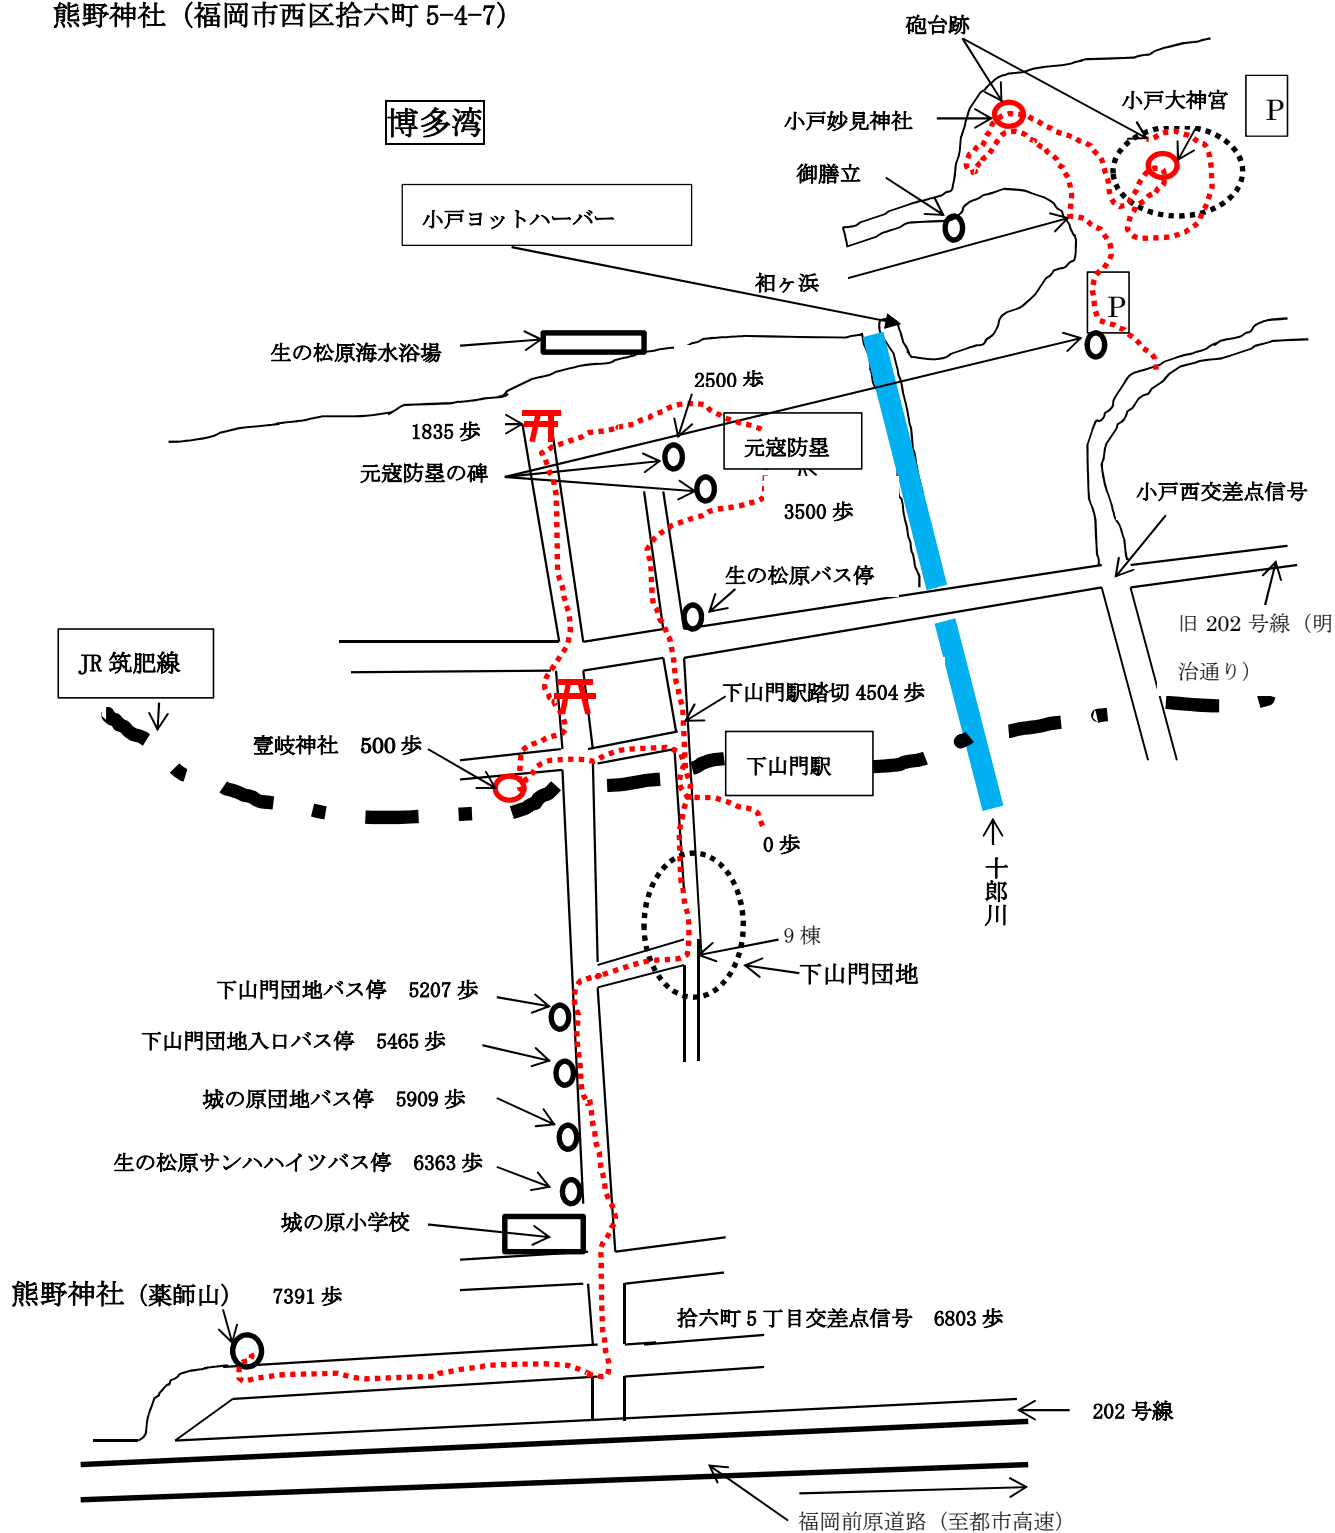 熊野神社（福岡市西区拾六町 5-4-7）
砲台跡
博多湾
小戸妙見神社
小戸大神宮
P
御膳立
小戸ヨットハーバー
袙ヶ浜
P
生の松原海水浴場
2500 歩
1835 歩
元寇防塁
元寇防塁の碑
3500 歩
小戸西交差点信号
生の松原バス停
旧 202 号線（明
治通り）
JR 筑肥線
下山門駅踏切 4504 歩
壹岐神社　500 歩
下山門駅
0 歩
十郎川
9 棟
下山門団地
下山門団地バス停　5207 歩
下山門団地入口バス停　5465 歩
城の原団地バス停　5909 歩
生の松原サンハハイツバス停　6363 歩
城の原小学校
熊野神社（薬師山）　7391 歩
拾六町 5 丁目交差点信号　6803 歩
202 号線
福岡前原道路（至都市高速）